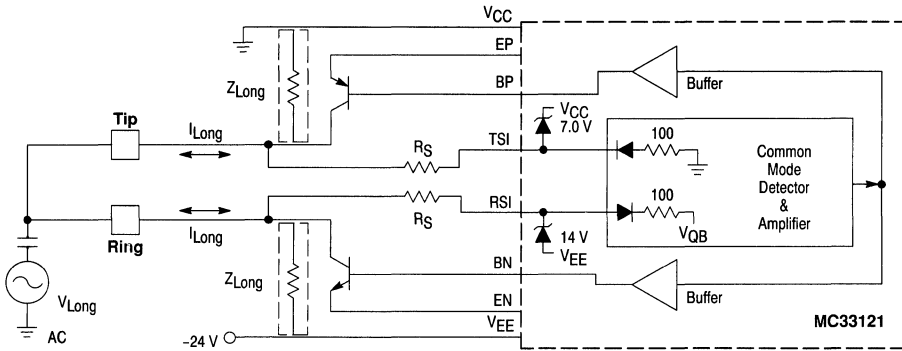 VCC
EP
BP
Buffer
ZLong
VCC
7.0 V
Tip
ILong
TSI
RS
100
Common
Mode
Detector
&
Amplifier
RSI
RS
100
VQB
Ring
ILong
14 V
VEE
BN
ZLong
Buffer
VLong
EN
VEE
MC33121
AC
–24 V